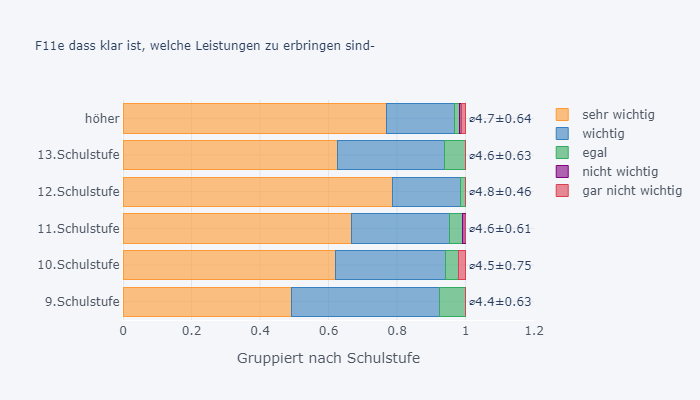 F11e dass klar ist, welche Leistungen zu erbringen sind-
höher
⌀4.7±0.64
13.Schulstufe
⌀4.6±0.63
12.Schulstufe
⌀4.8±0.46
11.Schulstufe
⌀4.6±0.61
10.Schulstufe
⌀4.5±0.75
9.Schulstufe
⌀4.4±0.63
0 0.2 0.4 0.6 0.8 1 1.2
Gruppiert nach Schulstufe
sehr wichtig
wichtig
egal
nicht wichtig
gar nicht wichtig